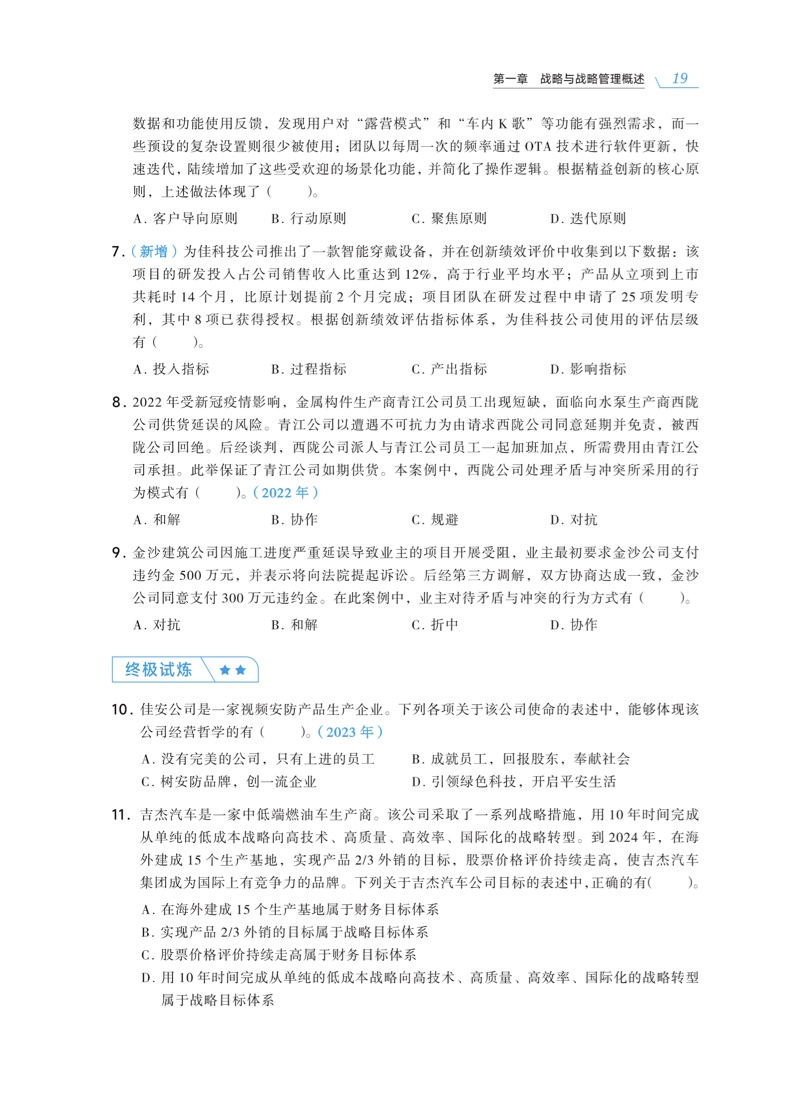 第一章 战略与战略管理概述 19
数据和功能使用反馈，发现用户对“露营模式”和“车内 K 歌”等功能有强烈需求，而一
些预设的复杂设置则很少被使用；团队以每周一次的频率通过 OTA 技术进行软件更新，快
速迭代，陆续增加了这些受欢迎的场景化功能，并简化了操作逻辑。根据精益创新的核心原
则，上述做法体现了（ ）。
A. 客户导向原则 B. 行动原则 C. 聚焦原则 D. 迭代原则
7.（新增）为佳科技公司推出了一款智能穿戴设备，并在创新绩效评价中收集到以下数据：该
项目的研发投入占公司销售收入比重达到 12%，高于行业平均水平；产品从立项到上市
共耗时 14 个月，比原计划提前 2 个月完成；项目团队在研发过程中申请了 25 项发明专
利，其中 8 项已获得授权。根据创新绩效评估指标体系，为佳科技公司使用的评估层级
有（ ）。
A. 投入指标 B. 过程指标 C. 产出指标 D. 影响指标
8. 2022 年受新冠疫情影响，金属构件生产商青江公司员工出现短缺，面临向水泵生产商西陇
公司供货延误的风险。青江公司以遭遇不可抗力为由请求西陇公司同意延期并免责，被西
陇公司回绝。后经谈判，西陇公司派人与青江公司员工一起加班加点，所需费用由青江公
司承担。此举保证了青江公司如期供货。本案例中，西陇公司处理矛盾与冲突所采用的行
为模式有（ ）。（2022 年）
A. 和解 B. 协作 C. 规避 D. 对抗
9. 金沙建筑公司因施工进度严重延误导致业主的项目开展受阻，业主最初要求金沙公司支付
违约金 500 万元，并表示将向法院提起诉讼。后经第三方调解，双方协商达成一致，金沙
公司同意支付 300 万元违约金。在此案例中，业主对待矛盾与冲突的行为方式有（ ）。
A. 对抗 B. 和解 C. 折中 D. 协作
终极试炼 ★★
10. 佳安公司是一家视频安防产品生产企业。下列各项关于该公司使命的表述中，能够体现该
公司经营哲学的有（ ）。（2023 年）
A. 没有完美的公司，只有上进的员工 B. 成就员工，回报股东，奉献社会
C. 树安防品牌，创一流企业 D. 引领绿色科技，开启平安生活
11. 吉杰汽车是一家中低端燃油车生产商。该公司采取了一系列战略措施，用 10 年时间完成
从单纯的低成本战略向高技术、高质量、高效率、国际化的战略转型。到 2024 年，在海
外建成 15 个生产基地，实现产品 2/3 外销的目标，股票价格评价持续走高，使吉杰汽车
集团成为国际上有竞争力的品牌。下列关于吉杰汽车公司目标的表述中，正确的有（ ）。
A. 在海外建成 15 个生产基地属于财务目标体系
B. 实现产品 2/3 外销的目标属于战略目标体系
C. 股票价格评价持续走高属于财务目标体系
D. 用 10 年时间完成从单纯的低成本战略向高技术、高质量、高效率、国际化的战略转型
属于战略目标体系